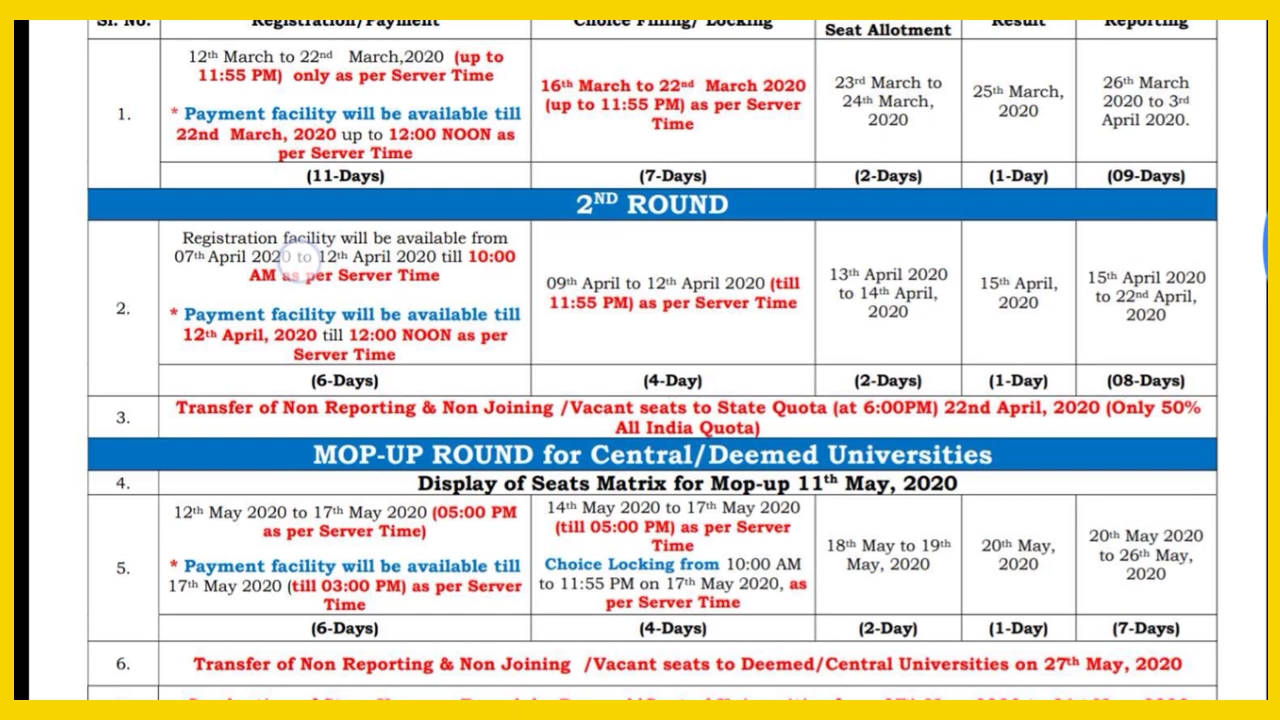 Sl. No.
Registration/Payment
Choice Filling/ Locking
Seat Allotment
Result
Reporting
1.
12th March to 22nd March,2020 (up to
11:55 PM) only as per Server Time
* Payment facility will be available till
22nd March, 2020 up to 12:00 NOON as
per Server Time
16th March to 22nd March 2020
(up to 11:55 PM) as per Server
Time
23rd March to
24th March,
2020
25th March,
2020
26th March
2020 to 3rd
April 2020.
(11-Days)
(7-Days)
(2-Days)
(1-Day)
(09-Days)
2ND ROUND
2.
Registration facility will be available from
07th April 2020 to 12th April 2020 till 10:00
AM as per Server Time
* Payment facility will be available till
12th April, 2020 till 12:00 NOON as per
Server Time
09th April to 12th April 2020 (till
11:55 PM) as per Server Time
13th April 2020
to 14th April,
2020
15th April,
2020
15th April 2020
to 22nd April,
2020
(6-Days)
(4-Day)
(2-Days)
(1-Day)
(08-Days)
3.
Transfer of Non Reporting & Non Joining /Vacant seats to State Quota (at 6:00PM) 22nd April, 2020 (Only 50%
All India Quota)
MOP-UP ROUND for Central/Deemed Universities
4.
Display of Seats Matrix for Mop-up 11th May, 2020
5.
12th May 2020 to 17th May 2020 (05:00 PM
as per Server Time)
* Payment facility will be available till
17th May 2020 (till 03:00 PM) as per Server
Time
14th May 2020 to 17th May 2020
(till 05:00 PM) as per Server
Time
Choice Locking from 10:00 AM
to 11:55 PM on 17th May 2020, as
per Server Time
18th May to 19th
May, 2020
20th May,
2020
20th May 2020
to 26th May,
2020
(6-Days)
(4-Days)
(2-Day)
(1-Day)
(7-Days)
6.
Transfer of Non Reporting & Non Joining /Vacant seats to Deemed/Central Universities on 27th May, 2020